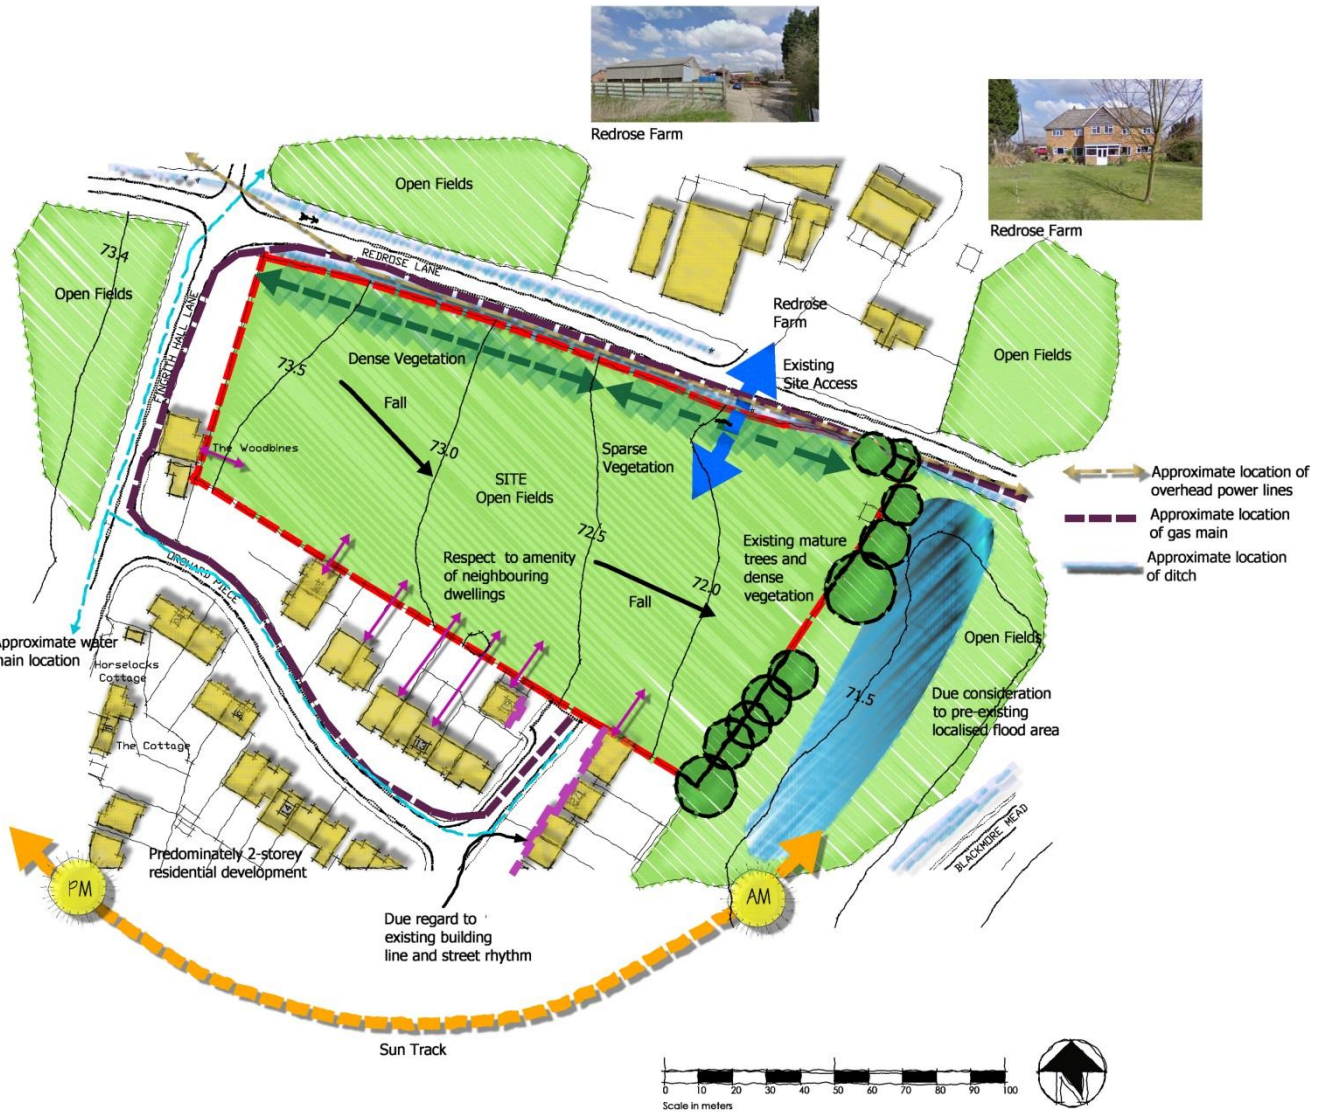 Redrose Farm
Redrose Farm
Open Fields
73.4
Open Fields
REDROSE LANE
FINGRITH HALL LANE
Redrose
Farm
Existing
Site Access
Open Fields
Dense Vegetation
73.5
Fall
73.0
The Woodbines
SITE
Open Fields
Sparse
Vegetation
72.5
Approximate location of
overhead power lines
Approximate location
of gas main
Approximate location
of ditch
Existing mature
trees and
dense
vegetation
Respect to amenity
of neighbouring
dwellings
72.0
Fall
ORCHARD PIECE
Open Fields
Approximate water
main location
Horselocks
Cottage
71.5
Due consideration
to pre-existing
localised flood area
The Cottage
13
14
BLACKMORE MEAD
Predominately 2-storey
residential development
PM
AM
Due regard to
existing building
line and street rhythm
Sun Track
0 10 20 30 40 50 60 70 80 90 100
Scale in meters